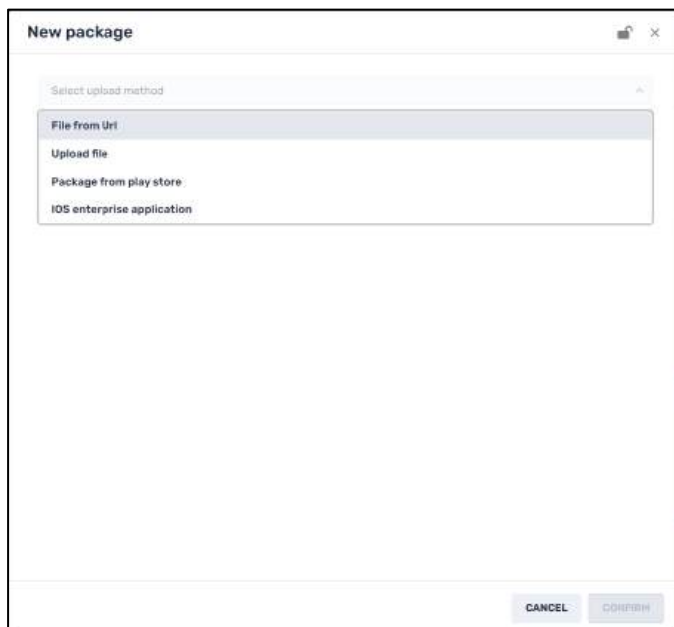 New package
Select upload method
File from Url
Upload file
Package from play store
IOS enterprise application
CANCEL
CONFIRM